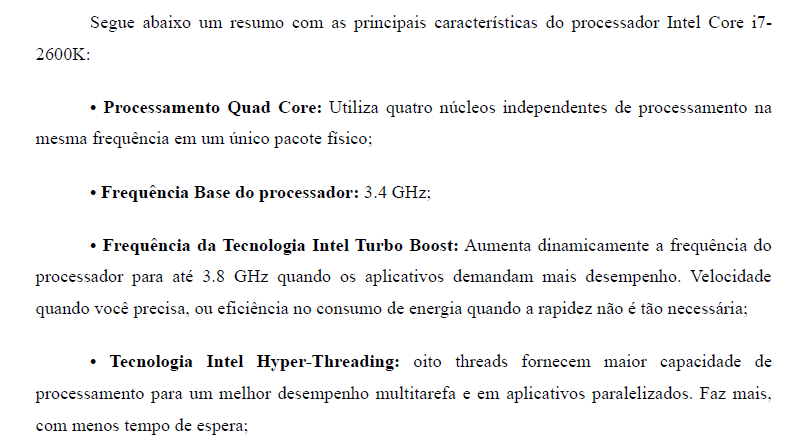 Segue abaixo um resumo com as principais características do processador Intel Core i7-
2600K:
• Processamento Quad Core: Utiliza quatro núcleos independentes de processamento na
mesma frequência em um único pacote físico;
• Frequência Base do processador: 3.4 GHz;
• Frequência da Tecnologia Intel Turbo Boost: Aumenta dinamicamente a frequência do
processador para até 3.8 GHz quando os aplicativos demandam mais desempenho. Velocidade
quando você precisa, ou eficiência no consumo de energia quando a rapidez não é tão necessária;
• Tecnologia Intel Hyper-Threading: oito threads fornecem maior capacidade de
processamento para um melhor desempenho multitarefa e em aplicativos paralelizados. Faz mais,
com menos tempo de espera;